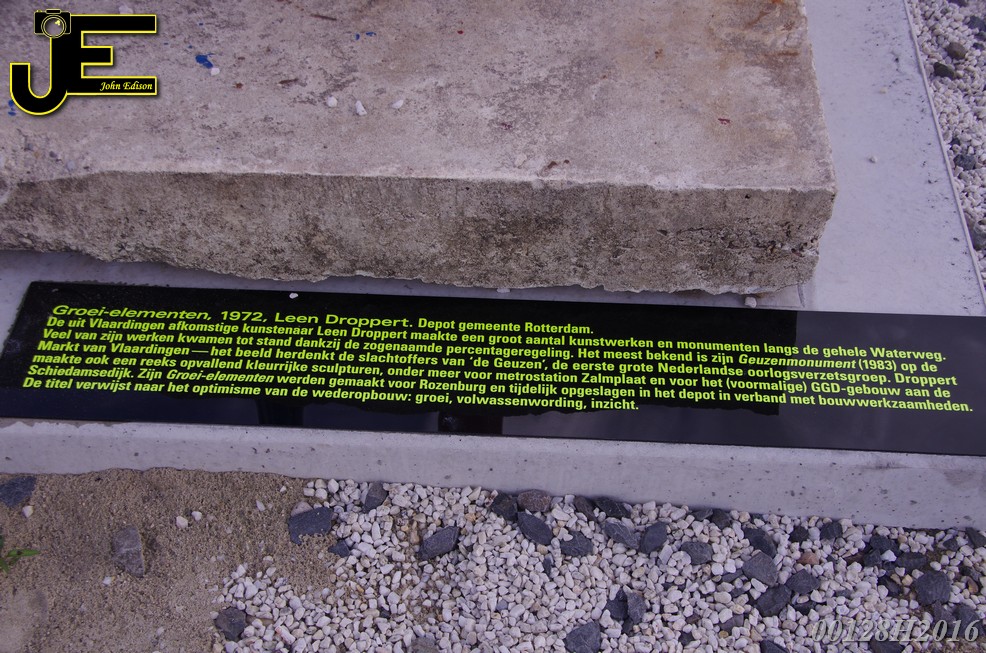 JE
John Edison
Groei-elementen, 1972, Leen Droppert. Depot gemeente Rotterdam.
De uit Vlaardingen afkomstige kunstenaar Leen Droppert maakte een groot aantal kunstwerken en monumenten langs de gehele Waterweg.
Veel van zijn werken kwamen tot stand dankzij de zogenaamde percentageregeling. Het meest bekend is zijn Geuzenmonument (1983) op de
Markt van Vlaardingen — het beeld herdenkt de slachtoffers van ‘de Geuzen’, de eerste grote Nederlandse oorlogsverzetsgroep. Droppert
maakte ook een reeks opvallend kleurrijke sculpturen, onder meer voor metrostation Zalmplaat en voor het (voormalige) GGD-gebouw aan de
Schiedamsedijk. Zijn Groei-elementen werden gemaakt voor Rozenburg en tijdelijk opgeslagen in het depot in verband met bouwwerkzaamheden.
De titel verwijst naar het optimisme van de wederopbouw: groei, volwassenwording, inzicht.
00128H2016